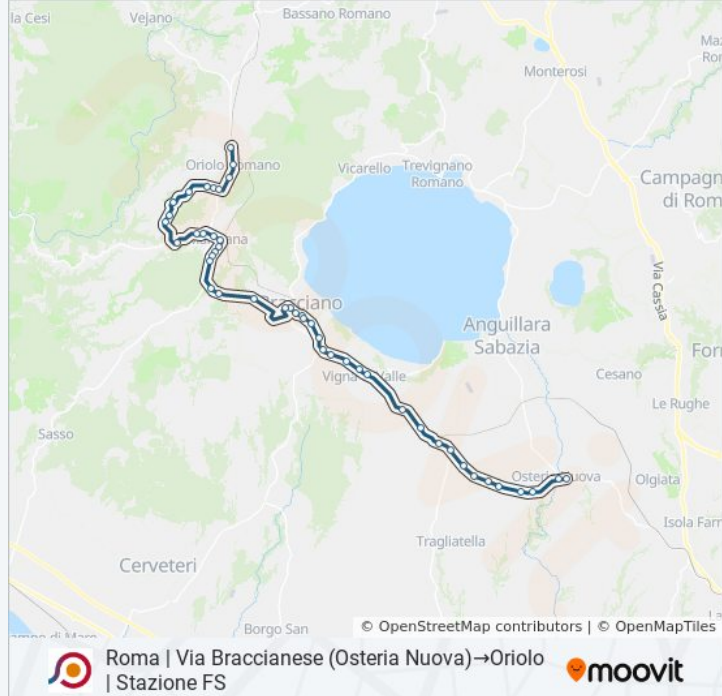 la Cesi
Vejano
Bassano Romano
Monterosi
Oriolo Romano
Vicarello
Trevignano
Romano
Campagn
di Rom
Via Cassia
Bracciano
Anguillara
Sabazia
Forn
Cesano
Vigna di Valle
Le Rughe
Sasso
Osteria Nuova
Olgiata
Isola Farn
Tragliatella
Cerveteri
Borgo San
© OpenStreetMap contributors | © OpenMapTiles
Roma | Via Braccianese (Osteria Nuova)→Oriolo
| Stazione FS
moovit